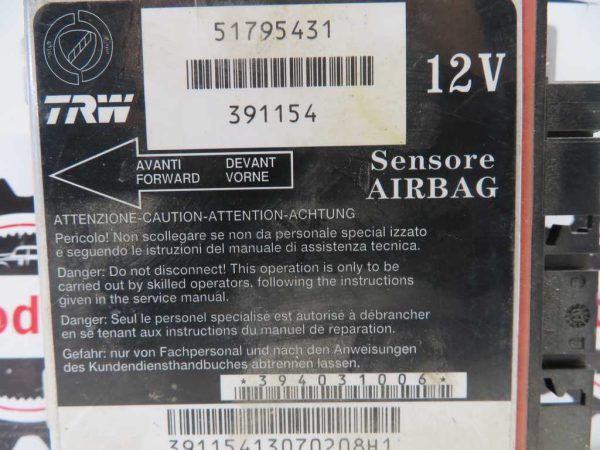 51795431
391154
12V
TRW
AVANTI DEVANT
FORWARD VORNE
Sensore
AIRBAG
ATTENZIONE-CAUTION-ATTENTION-ACHTUNG
Pericolo! Non scollegare se non da personale special izzato
e seguendo le istruzioni del manuale di assistenza tecnica.
Danger: Do not disconnect! This operation is only to be
carried out by skilled operators, following the instructions
given in the service manual.
Danger: Seul le personel spécialisé est autorisé à débrancher
en se tenant aux instructions du manuel de reparation.
Gefahr: nur von Fachpersonal und nach den Anweisungen
des Kundendiensthandbuches abtrennen lassen.
*394031006*
39115413070208H1
od